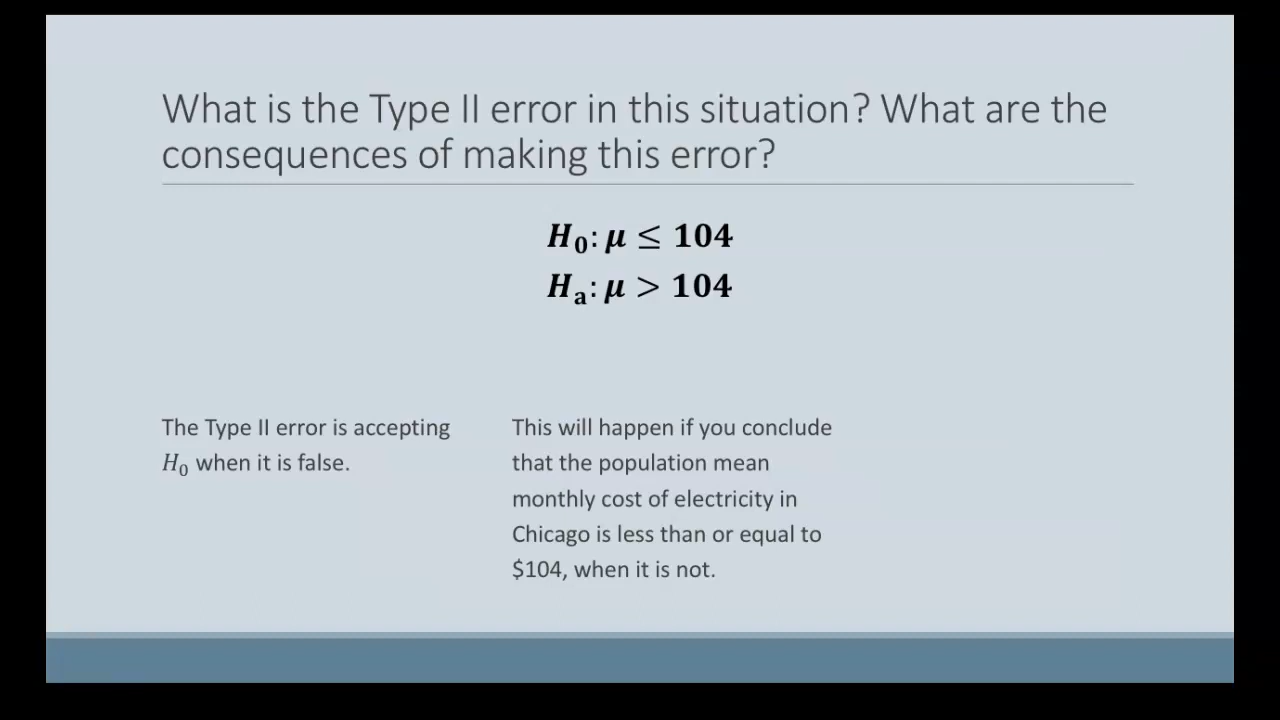 What is the Type II error in this situation? What are the
consequences of making this error?
H₀: μ ≤ 104
Hₐ: μ > 104
The Type II error is accepting
H₀ when it is false.
This will happen if you conclude
that the population mean
monthly cost of electricity in
Chicago is less than or equal to
$104, when it is not.